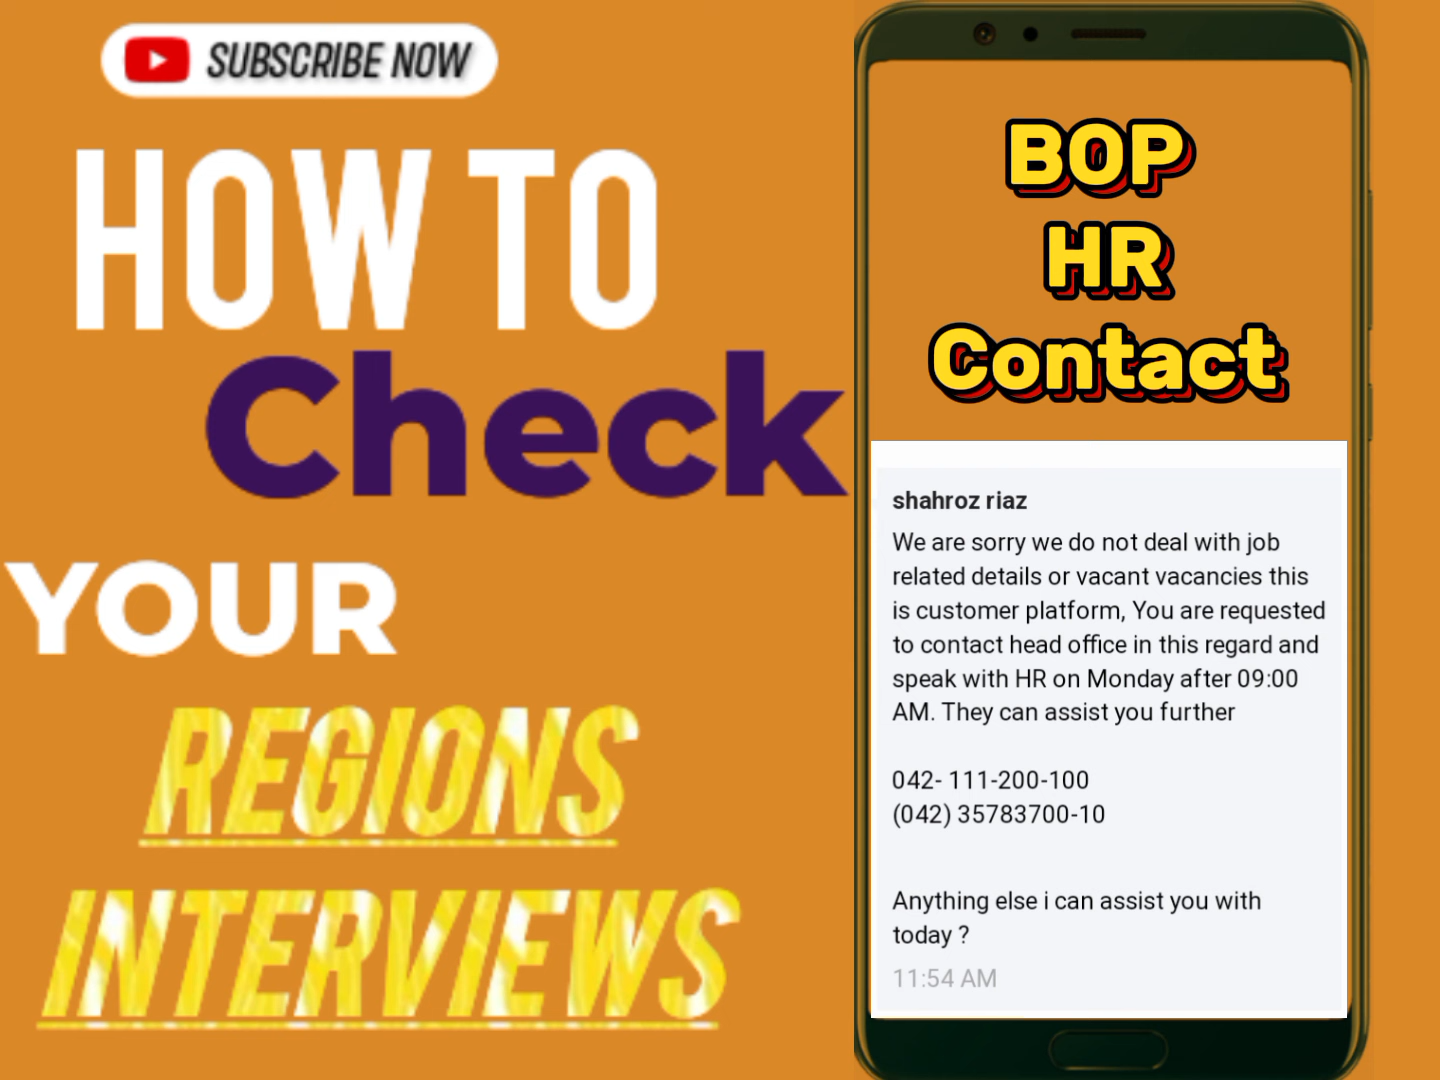 SUBSCRIBE NOW
HOW TO
Check
YOUR
REGIONS
INTERVIEWS
BOP
HR
Contact
shahroz riaz
We are sorry we do not deal with job
related details or vacant vacancies this
is customer platform, You are requested
to contact head office in this regard and
speak with HR on Monday after 09:00
AM. They can assist you further
042- 111-200-100
(042) 35783700-10
Anything else i can assist you with
today ?
11:54 AM